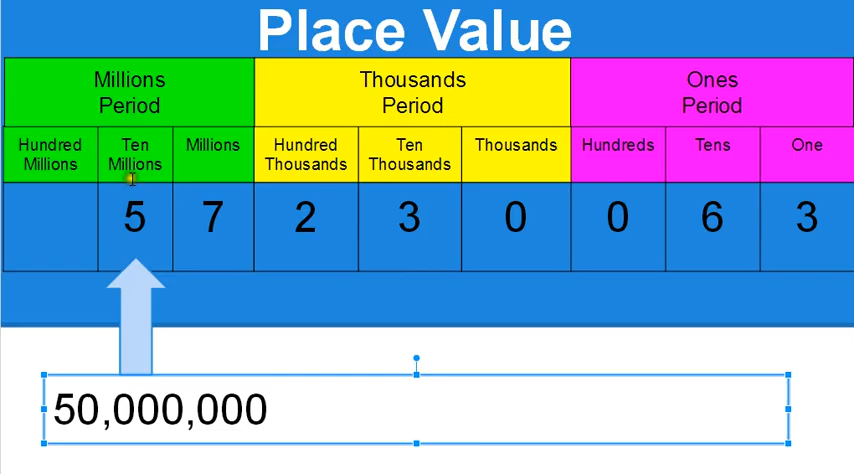 Place Value
Millions Period Thousands Period Ones Period
Hundred Millions Ten Millions Millions Hundred Thousands Ten Thousands Thousands Hundreds Tens One
5 7 2 3 0 0 6 3
50,000,000